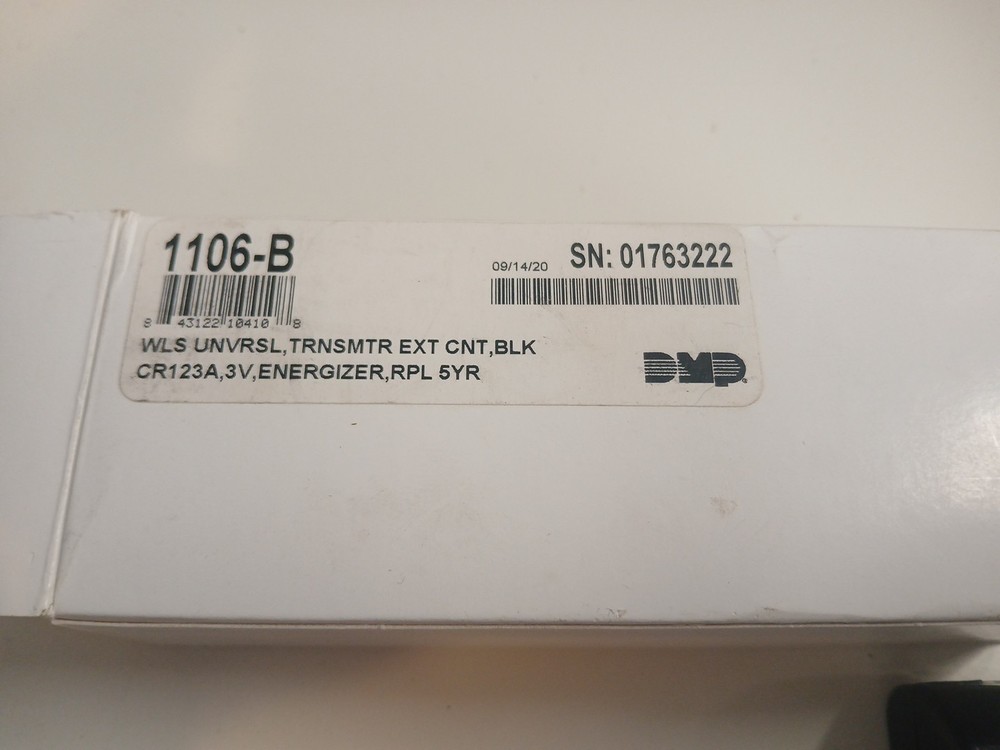 1106-B
09/14/20 SN: 01763222
8 43122 10410 8
WLS UNVRSL,TRNSMTR EXT CNT,BLK
CR123A,3V,ENERGIZER,RPL 5YR
DMP